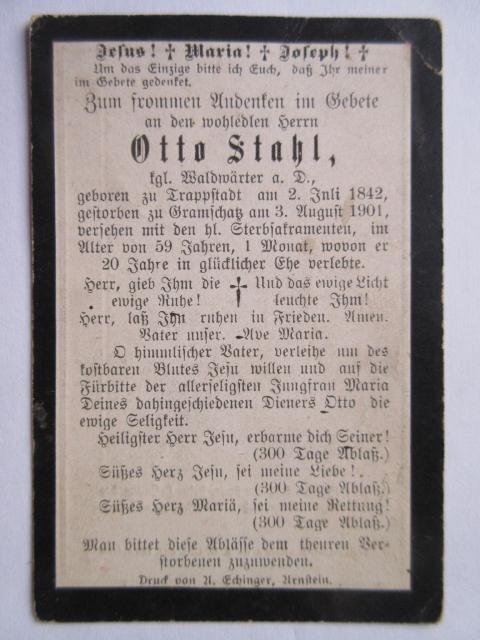 Jesus! ✝ Maria! ✝ Joseph! ✝
Um das Einzige bitte ich Euch, daß Ihr meiner
im Gebete gedenket.
Zum frommen Andenken im Gebete
an den wohledlen Herrn
Otto Stahl,
kgl. Waldwärter a. D.,
geboren zu Trappstadt am 2. Juli 1842,
gestorben zu Gramschatz am 3. August 1901,
versehen mit den hl. Sterbsakramenten, im
Alter von 59 Jahren, 1 Monat, wovon er
20 Jahre in glücklicher Ehe verlebte.
Herr, gieb Ihm die ✝ Und das ewige Licht
ewige Ruhe! leuchte Ihm!
Herr, laß Ihn ruhen in Frieden. Amen.
Vater unser. Ave Maria.
O himmlischer Vater, verleihe um des
kostbaren Blutes Jesu willen und auf die
Fürbitte der allerseligsten Jungfrau Maria
Deines dahingeschiedenen Dieners Otto die
ewige Seligkeit.
Heiligster Herr Jesu, erbarme dich Seiner!
(300 Tage Ablaß.)
Süßes Herz Jesu, sei meine Liebe!
(300 Tage Ablaß.)
Süßes Herz Mariä, sei meine Rettung!
(300 Tage Ablaß.)
Man bittet diese Ablässe dem theuren Ver-
storbenen zuzuwenden.
Druck von A. Echinger, Arnstein.